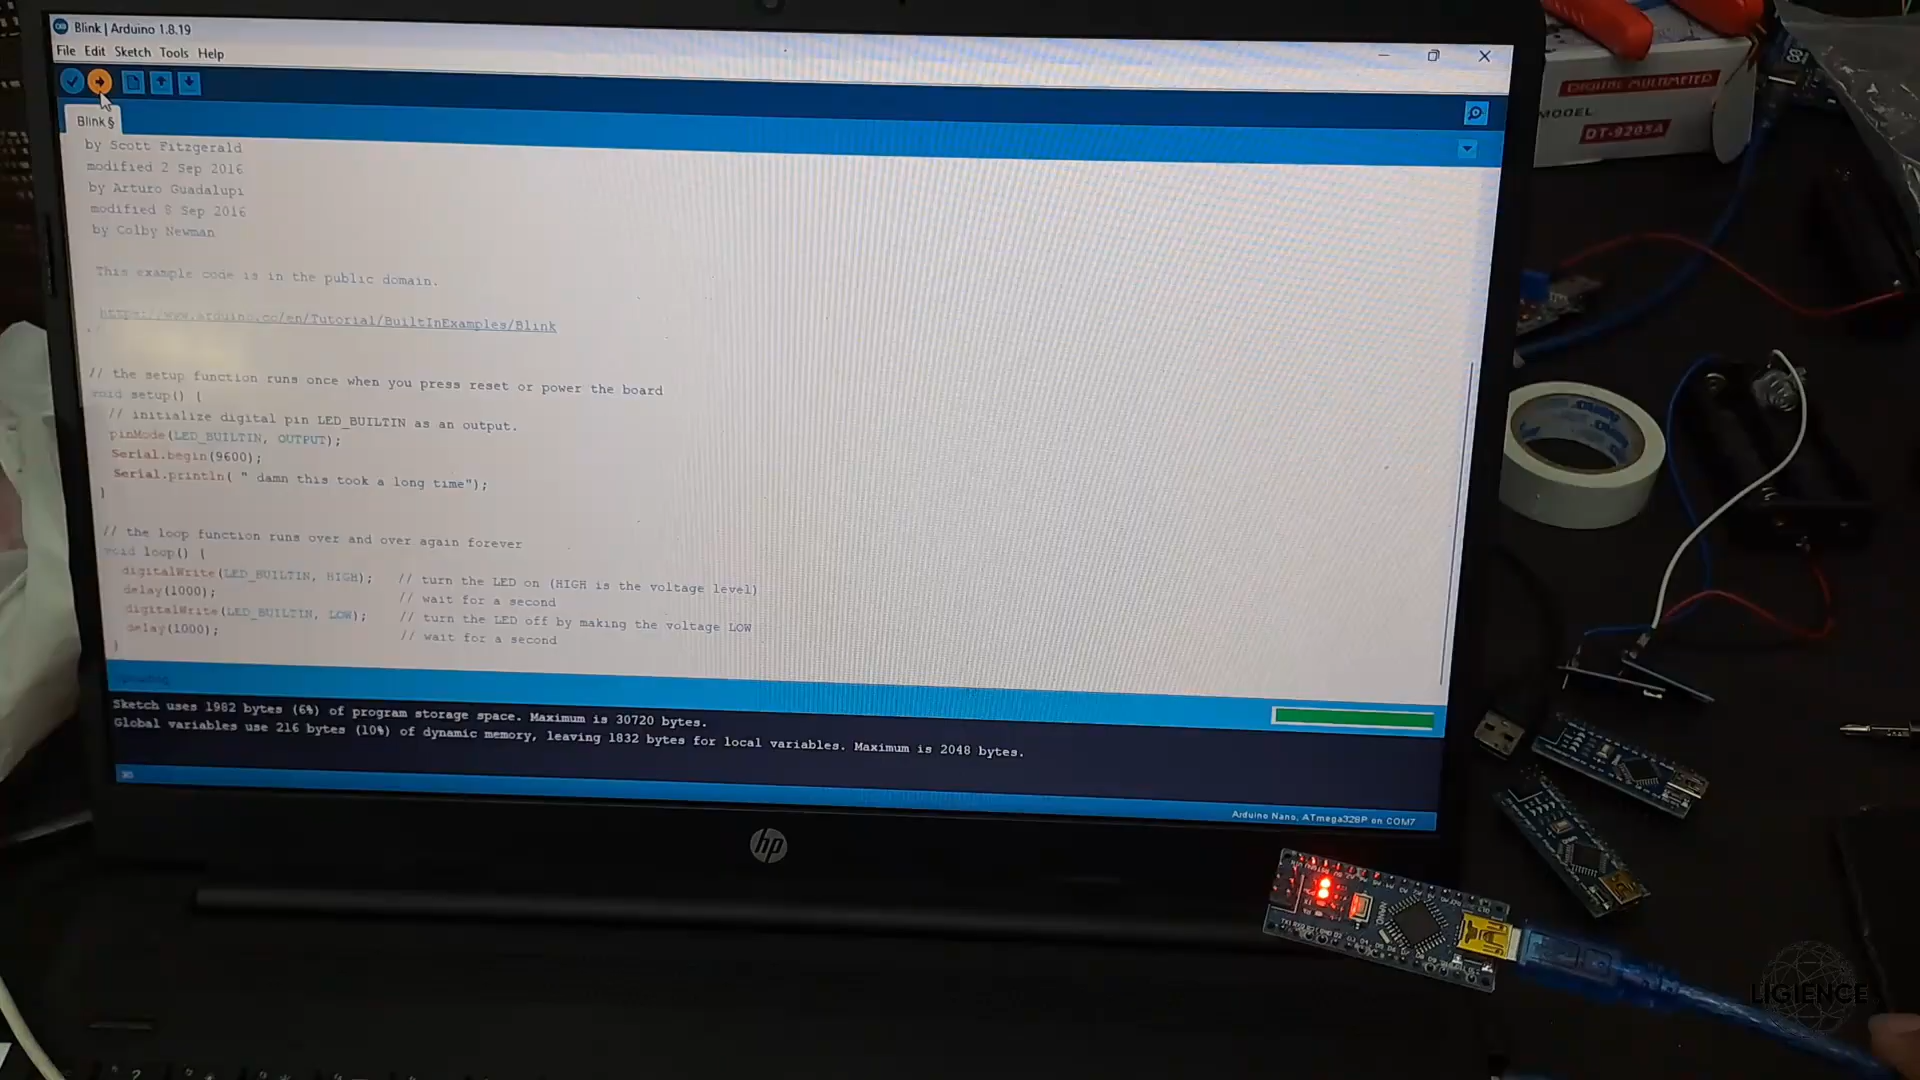 Blink | Arduino 1.8.19
File Edit Sketch Tools Help
Blink §
by Scott Fitzgerald
modified 2 Sep 2016
by Arturo Guadalupi
modified 8 Sep 2016
by Colby Newman
This example code is in the public domain.
https://www.arduino.cc/en/Tutorial/BuiltInExamples/Blink
// the setup function runs once when you press reset or power the board
void setup() {
// initialize digital pin LED_BUILTIN as an output.
pinMode(LED_BUILTIN, OUTPUT);
Serial.begin(9600);
Serial.println( " damn this took a long time");
}
// the loop function runs over and over again forever
void loop() {
digitalWrite(LED_BUILTIN, HIGH); // turn the LED on (HIGH is the voltage level)
delay(1000); // wait for a second
digitalWrite(LED_BUILTIN, LOW); // turn the LED off by making the voltage LOW
delay(1000); // wait for a second
}
Sketch uses 1982 bytes (6%) of program storage space. Maximum is 30720 bytes.
Global variables use 216 bytes (10%) of dynamic memory, leaving 1832 bytes for local variables. Maximum is 2048 bytes.
Arduino Nano, ATmega328P on COM7
hp
DIGITAL MULTIMETER
MODEL
DT-9205A
NANO
LIGIENCE